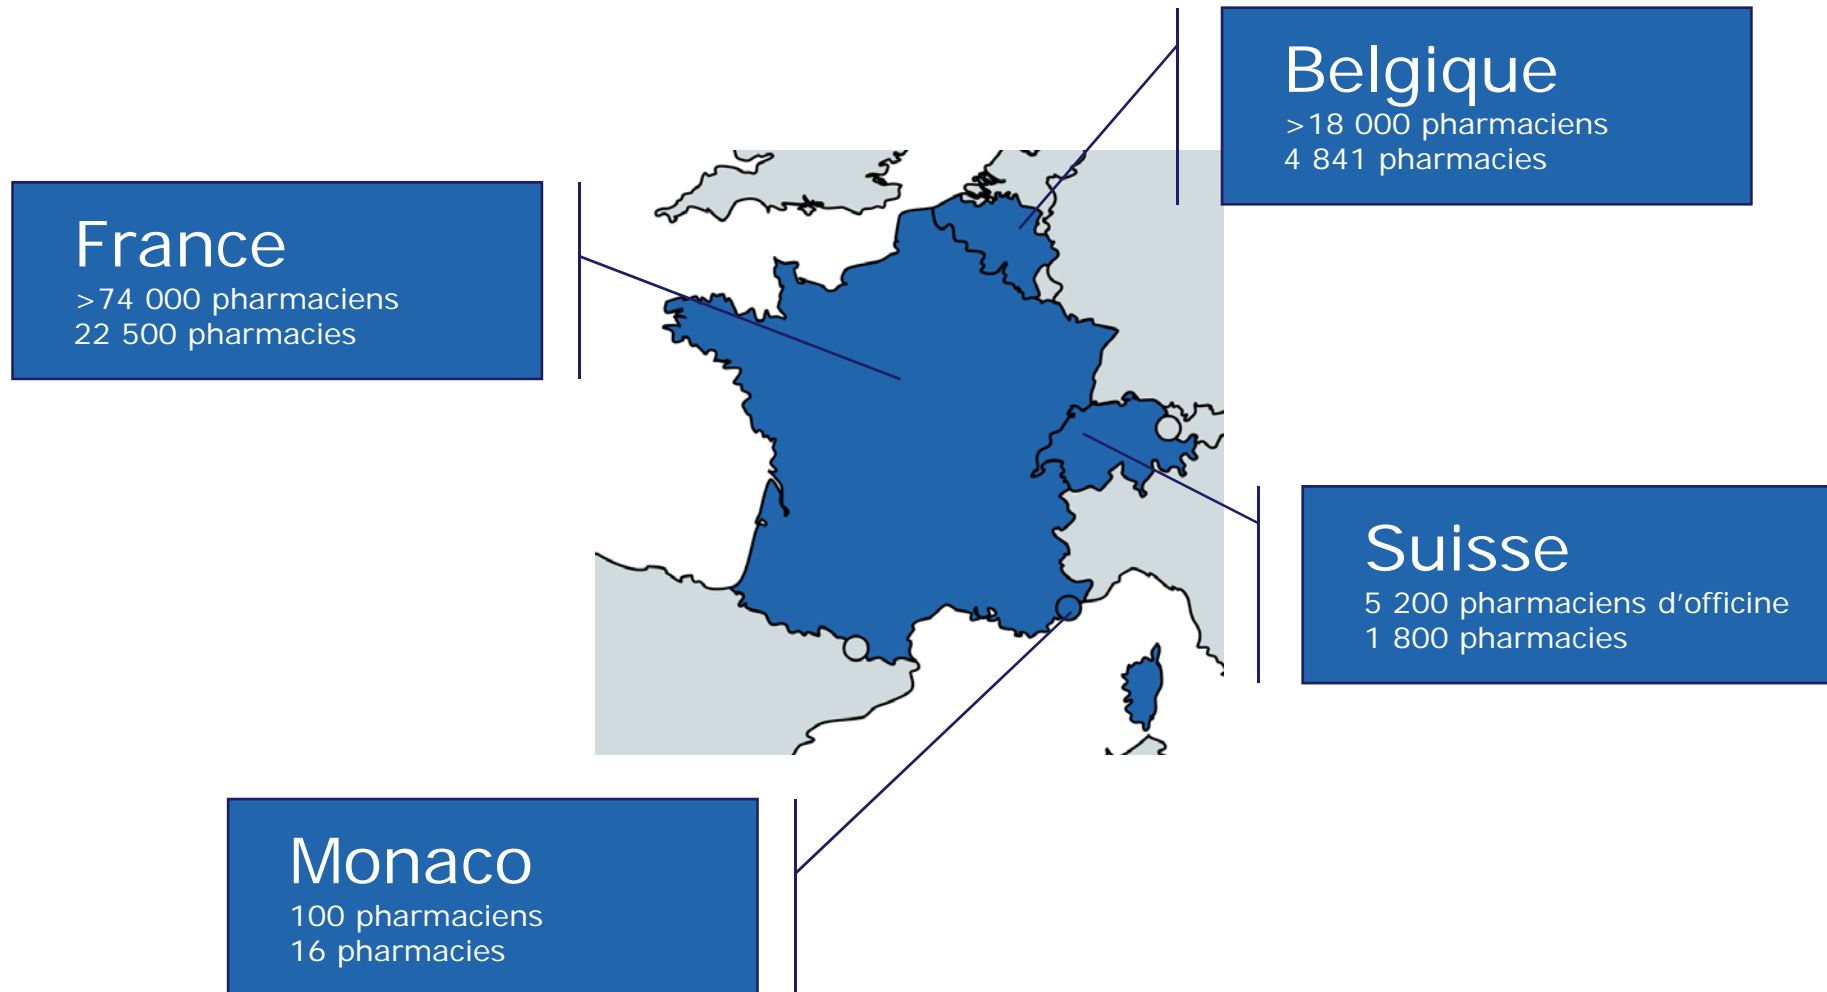 Belgique
>18 000 pharmaciens
4 841 pharmacies
France
>74 000 pharmaciens
22 500 pharmacies
Suisse
5 200 pharmaciens d’officine
1 800 pharmacies
Monaco
100 pharmaciens
16 pharmacies